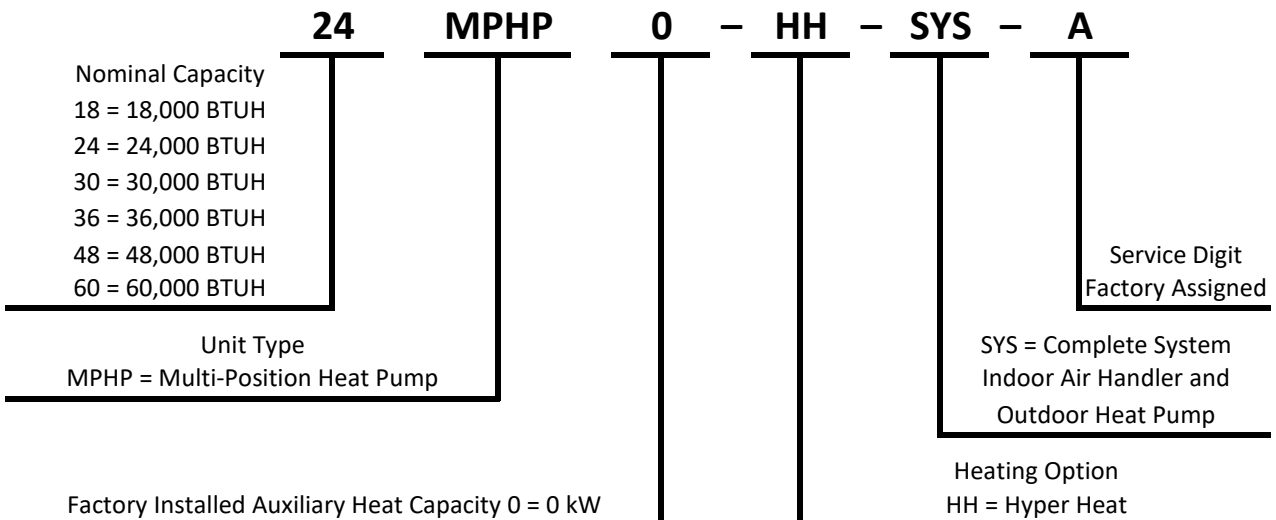 24 MPHP 0 – HH – SYS – A
Nominal Capacity
18 = 18,000 BTUH
24 = 24,000 BTUH
30 = 30,000 BTUH
36 = 36,000 BTUH
48 = 48,000 BTUH
60 = 60,000 BTUH
Service Digit
Factory Assigned
Unit Type
MPHP = Multi-Position Heat Pump
SYS = Complete System
Indoor Air Handler and
Outdoor Heat Pump
Factory Installed Auxiliary Heat Capacity 0 = 0 kW
Heating Option
HH = Hyper Heat